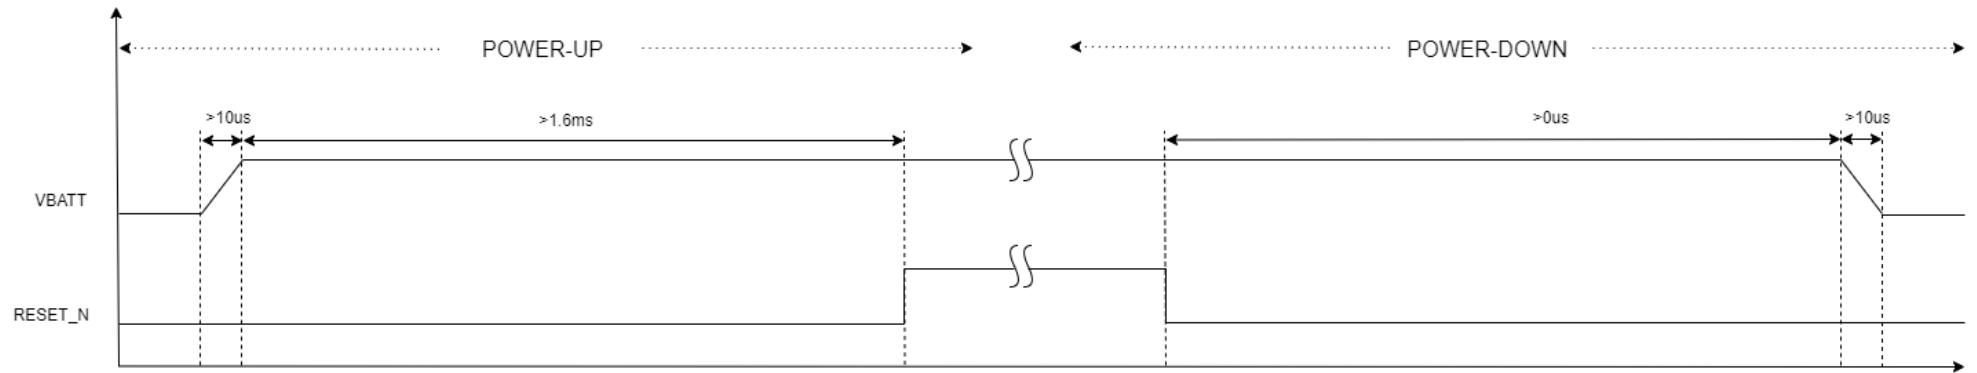 POWER-UP
POWER-DOWN
>10us
>1.6ms
>0us
>10us
VBATT
RESET_N